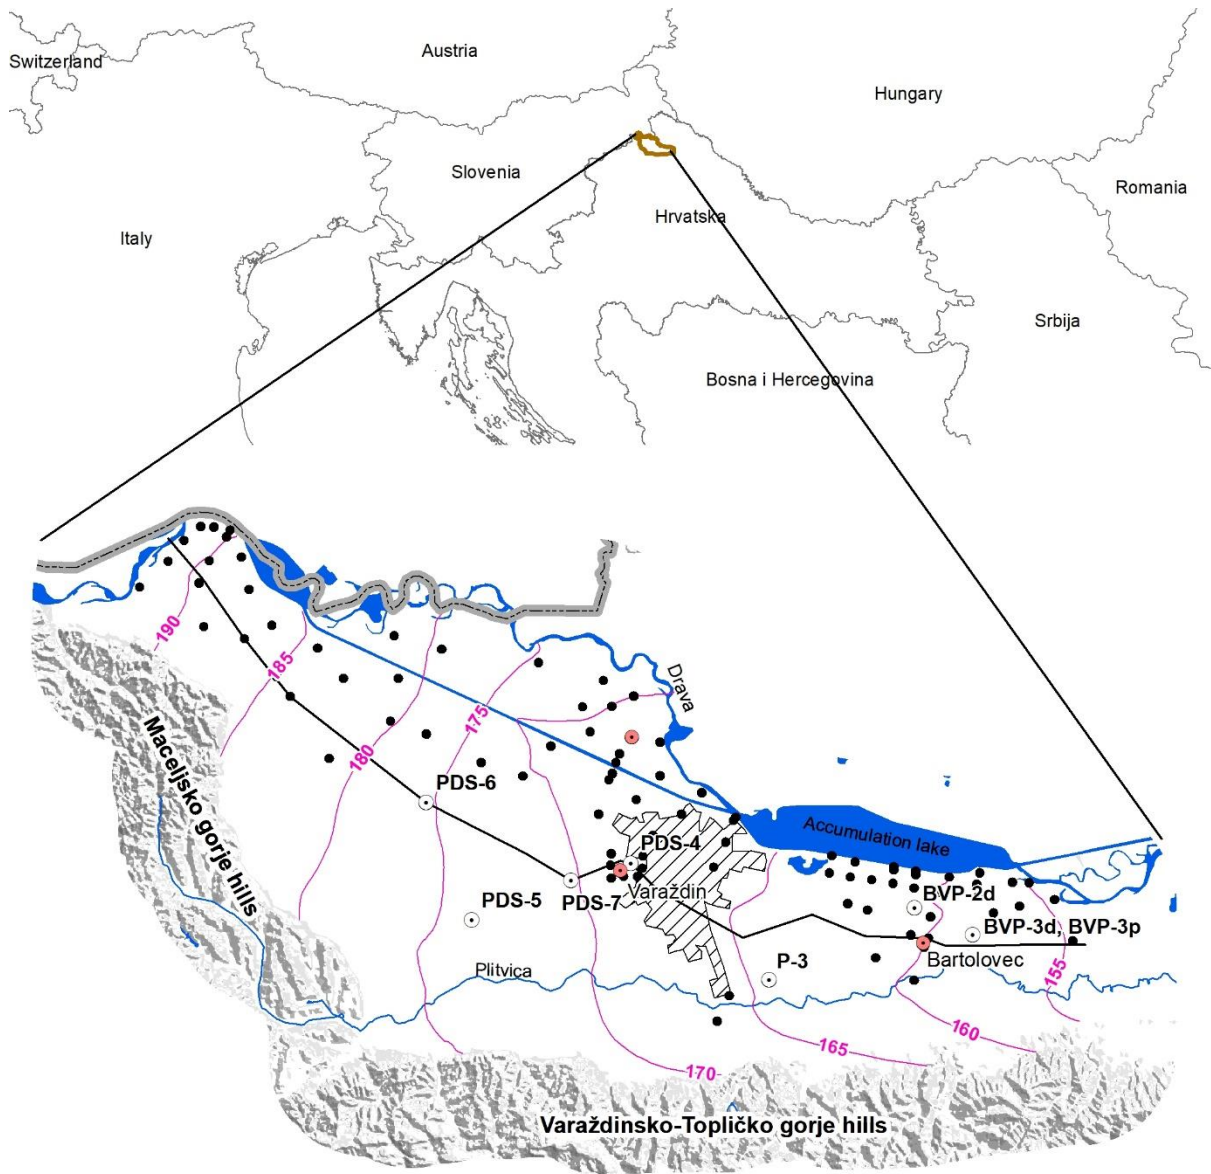 Austria
Switzerland
Hungary
Slovenia
Romania
Hrvatska
Italy
Srbija
Bosna i Hercegovina
190
185
Drava
175
180
Maceljsko gorje hills
PDS-6
Accumulation lake
PDS-4
Varaždin
BVP-2d
PDS-5
PDS-7
BVP-3d, BVP-3p
Bartolovec
P-3
Plitvica
155
160
165
170
Varaždinsko-Topličko gorje hills